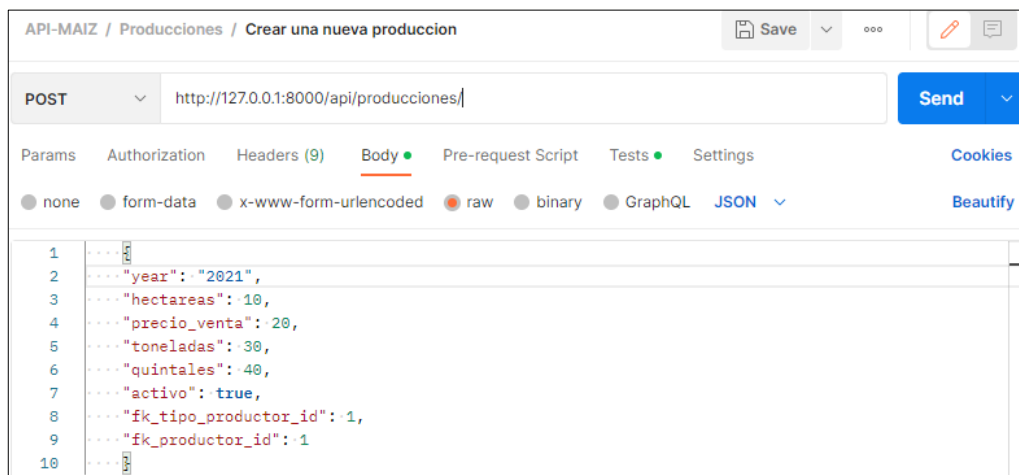 API-MAIZ / Producciones / Crear una nueva produccion Save ooo
POST http://127.0.0.1:8000/api/producciones/ Send
Params Authorization Headers (9) Body Pre-request Script Tests Settings Cookies
none form-data x-www-form-urlencoded raw binary GraphQL JSON Beautify
1 {
2 "year": "2021",
3 "hectareas": 10,
4 "precio_venta": 20,
5 "toneladas": 30,
6 "quintales": 40,
7 "activo": true,
8 "fk_tipo_productor_id": 1,
9 "fk_productor_id": 1
10 }